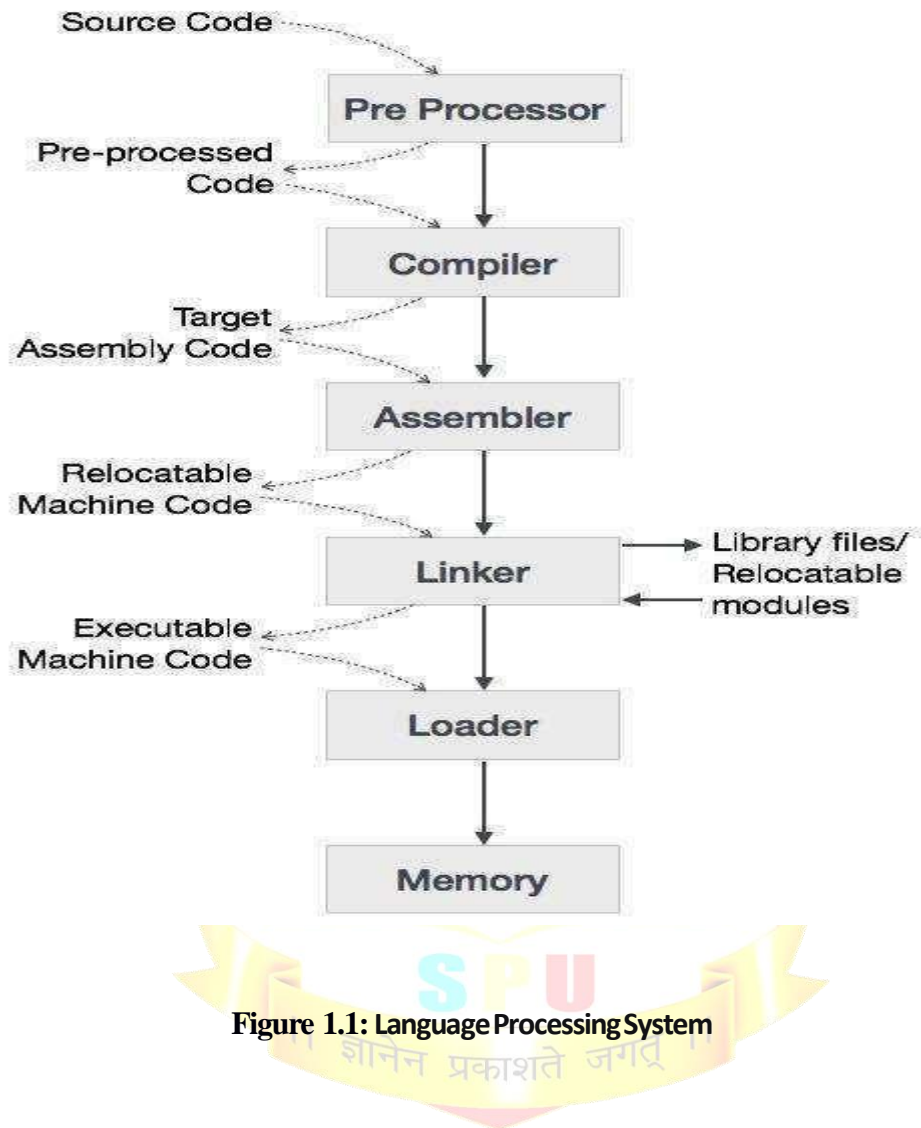 Source Code
Pre Processor
Pre-processed
Code
Compiler
Target
Assembly Code
Assembler
Relocatable
Machine Code
Linker
Library files/
Relocatable
modules
Executable
Machine Code
Loader
Memory
SPU
Figure 1.1: Language Processing System
।। ज्ञानेन प्रकाशते जगत् ।।